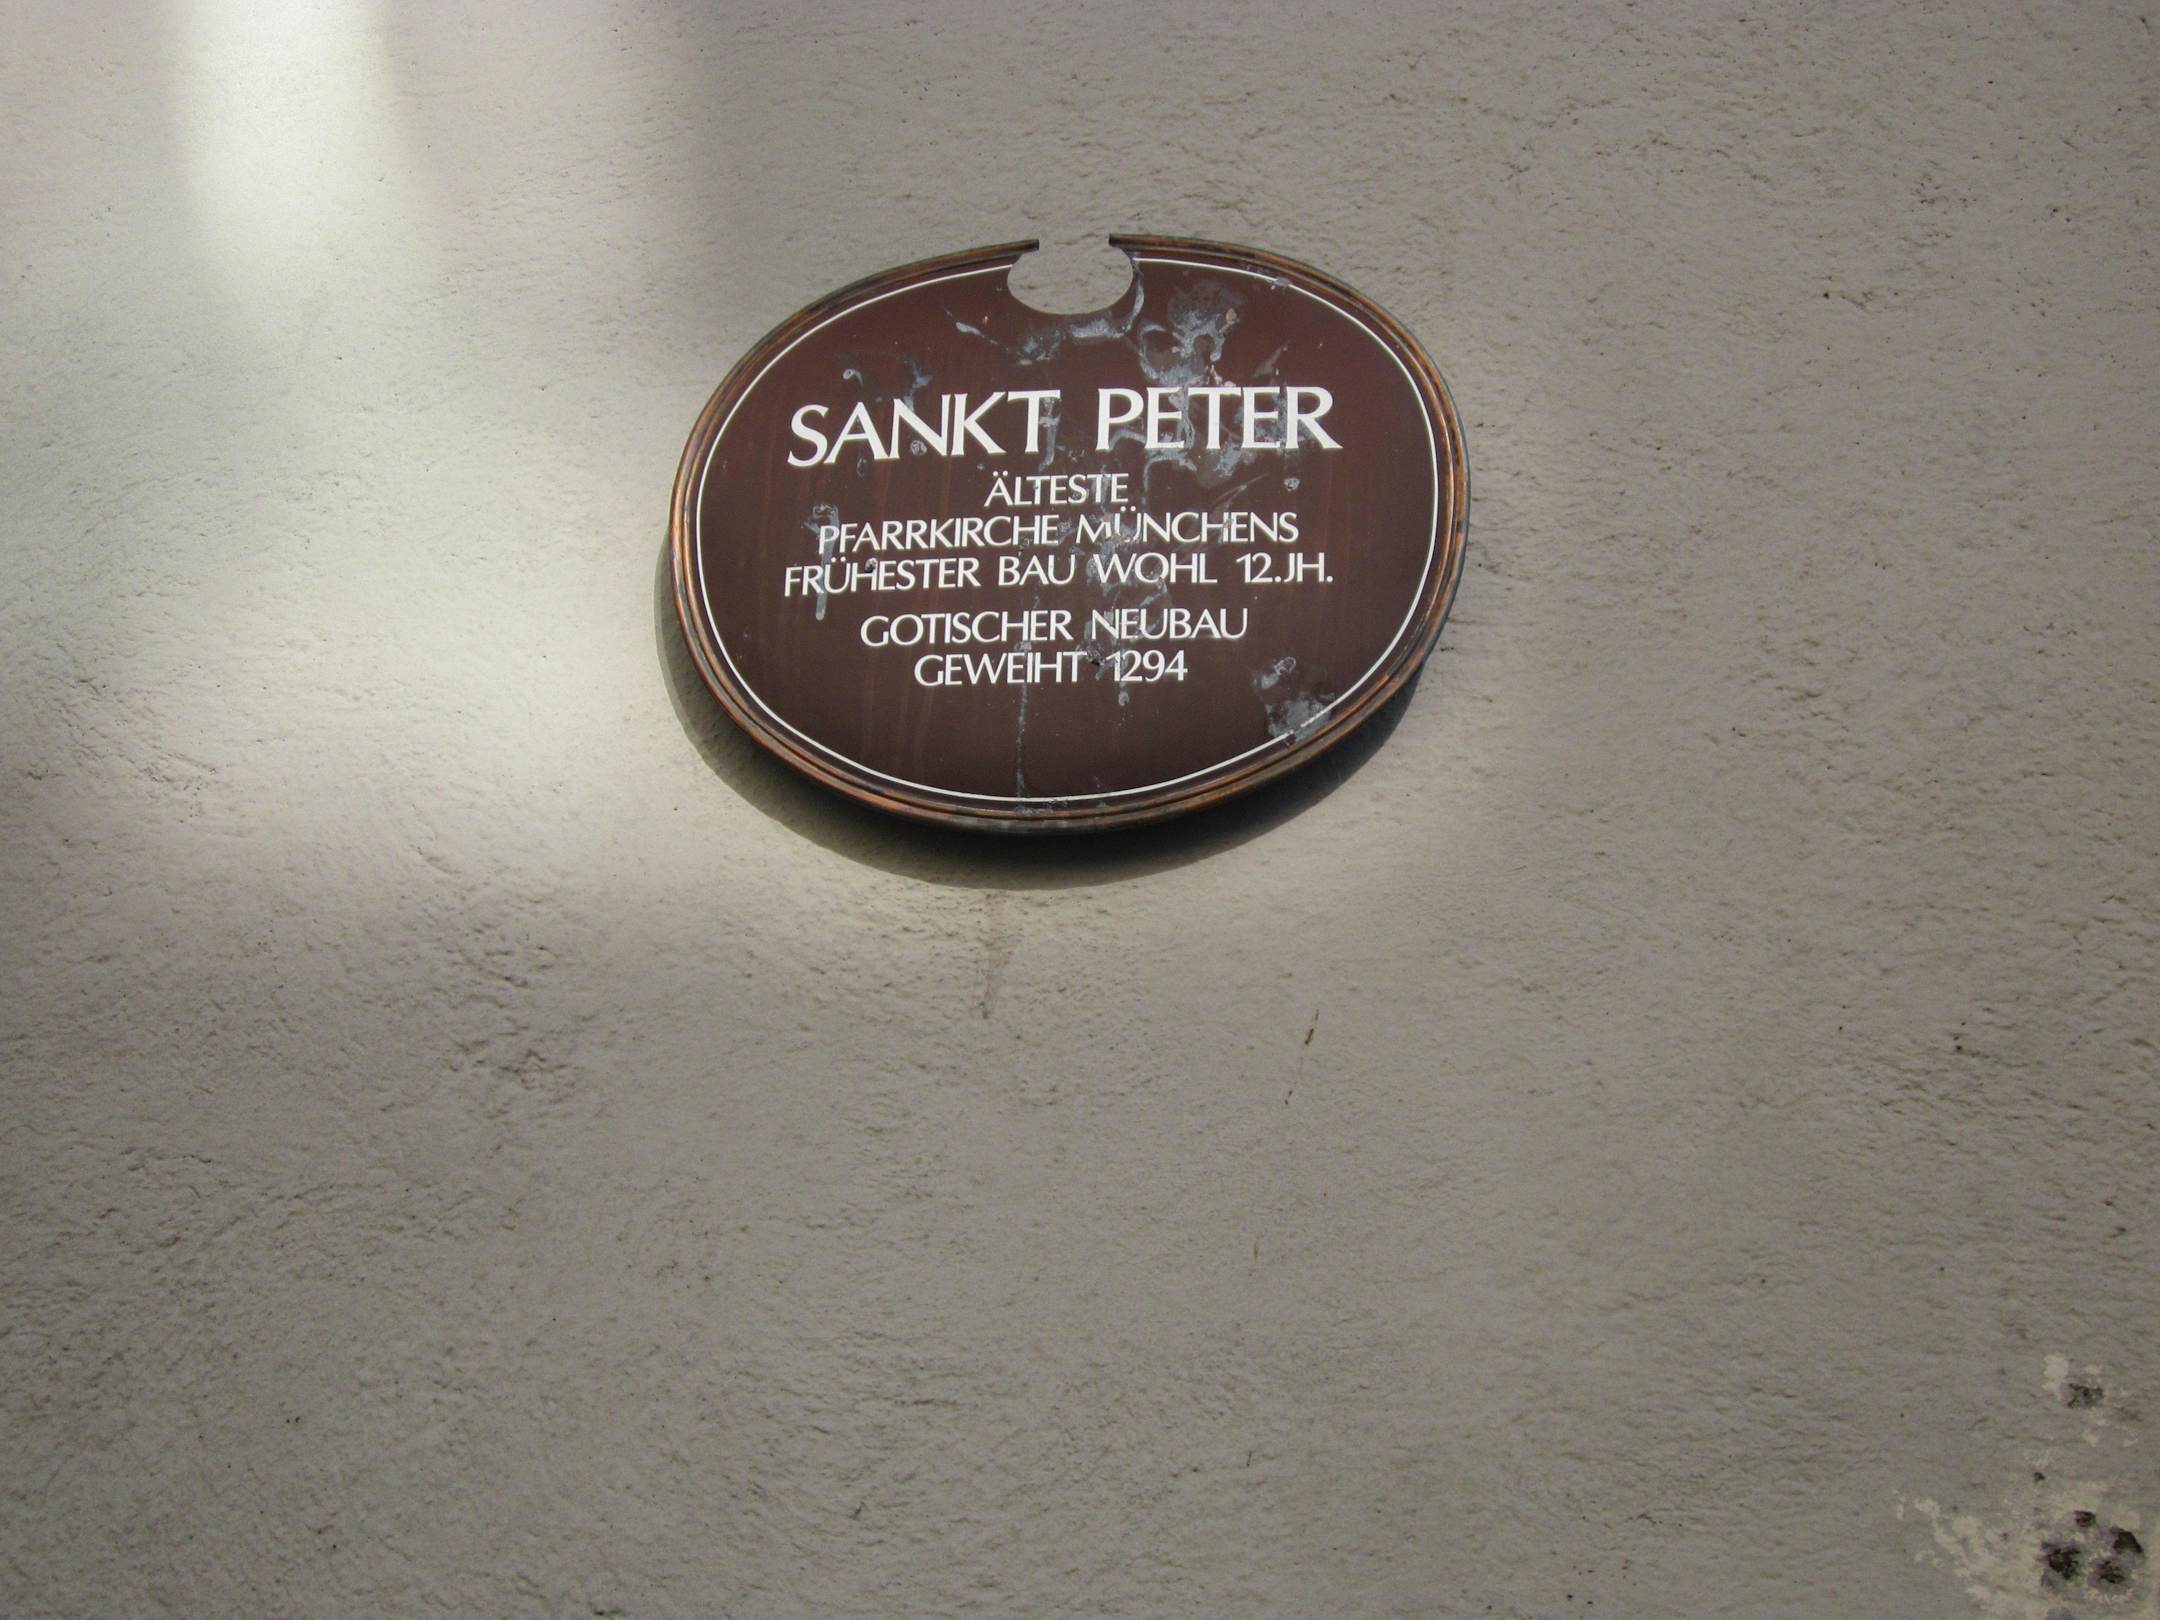 SANKT PETER
ÄLTESTE
PFARRKIRCHE MÜNCHENS
FRÜHESTER BAU WOHL 12.JH.
GOTISCHER NEUBAU
GEWEIHT 1294